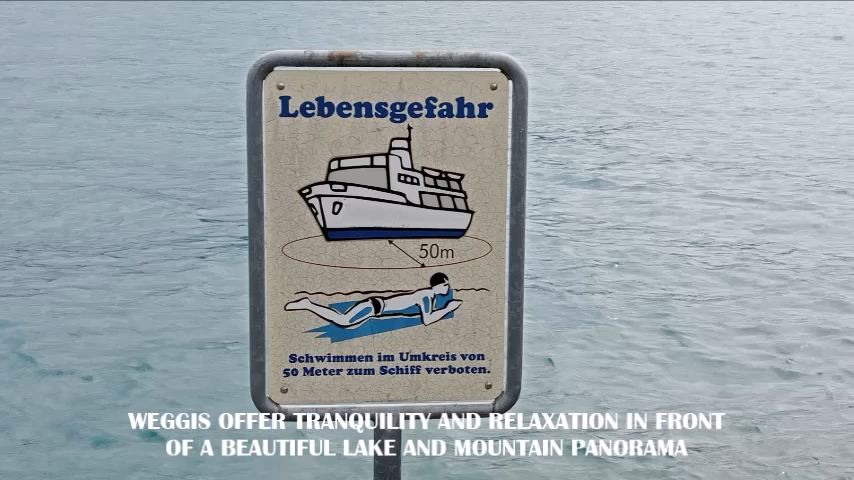 Lebensgefahr
50m
Schwimmen im Umkreis von
50 Meter zum Schiff verboten.
WEGGIS OFFER TRANQUILITY AND RELAXATION IN FRONT
OF A BEAUTIFUL LAKE AND MOUNTAIN PANORAMA